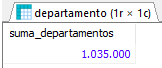 departamento (1r × 1c)
suma_departamentos
1.035.000